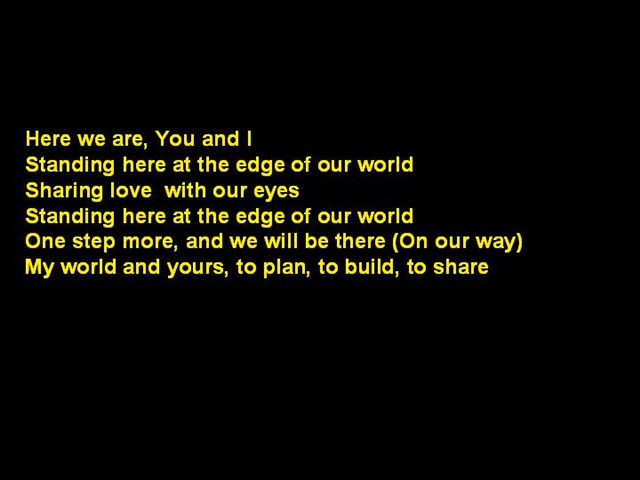 Here we are, You and I
Standing here at the edge of our world
Sharing love  with our eyes
Standing here at the edge of our world
One step more, and we will be there (On our way)
My world and yours, to plan, to build, to share